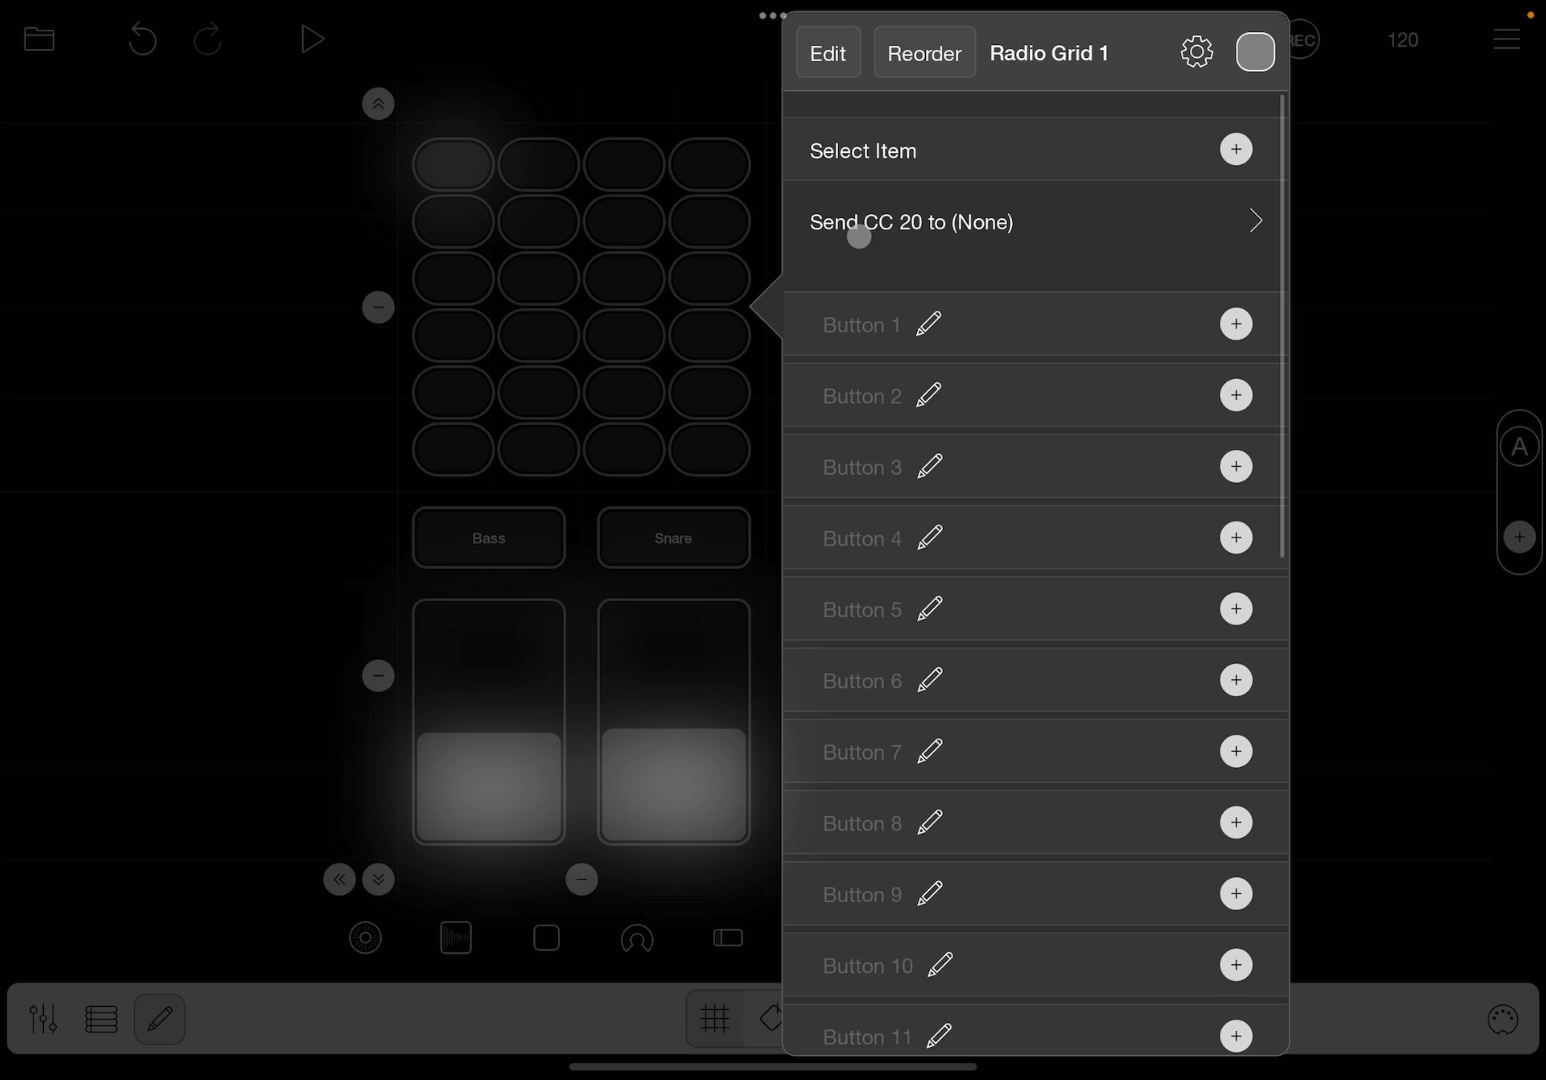 Edit
Reorder
Radio Grid 1
REC
120
Select Item
+
Send CC 20 to (None)
Button 1
+
Button 2
+
Button 3
+
Button 4
+
Button 5
+
Button 6
+
Button 7
+
Button 8
+
Button 9
+
Button 10
+
Button 11
+
Bass
Snare
A
+